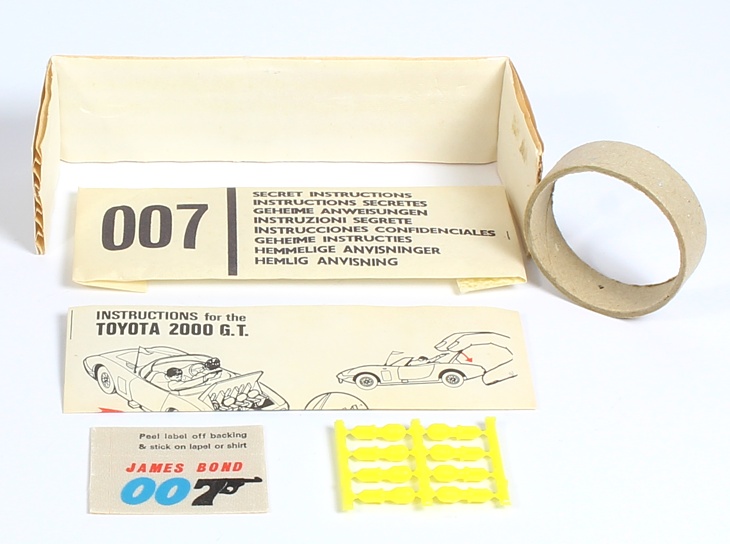 007
SECRET INSTRUCTIONS
INSTRUCTIONS SECRETES
GEHEIME ANWEISUNGEN
INSTRUZIONI SEGRETE
INSTRUCCIONES CONFIDENCIALES
GEHEIME INSTRUCTIES
HEMMELIGE ANVISNINGER
HEMLIG ANVISNING
INSTRUCTIONS for the
TOYOTA 2000 G.T.
Peel label off backing
& stick on lapel or shirt
JAMES BOND
007